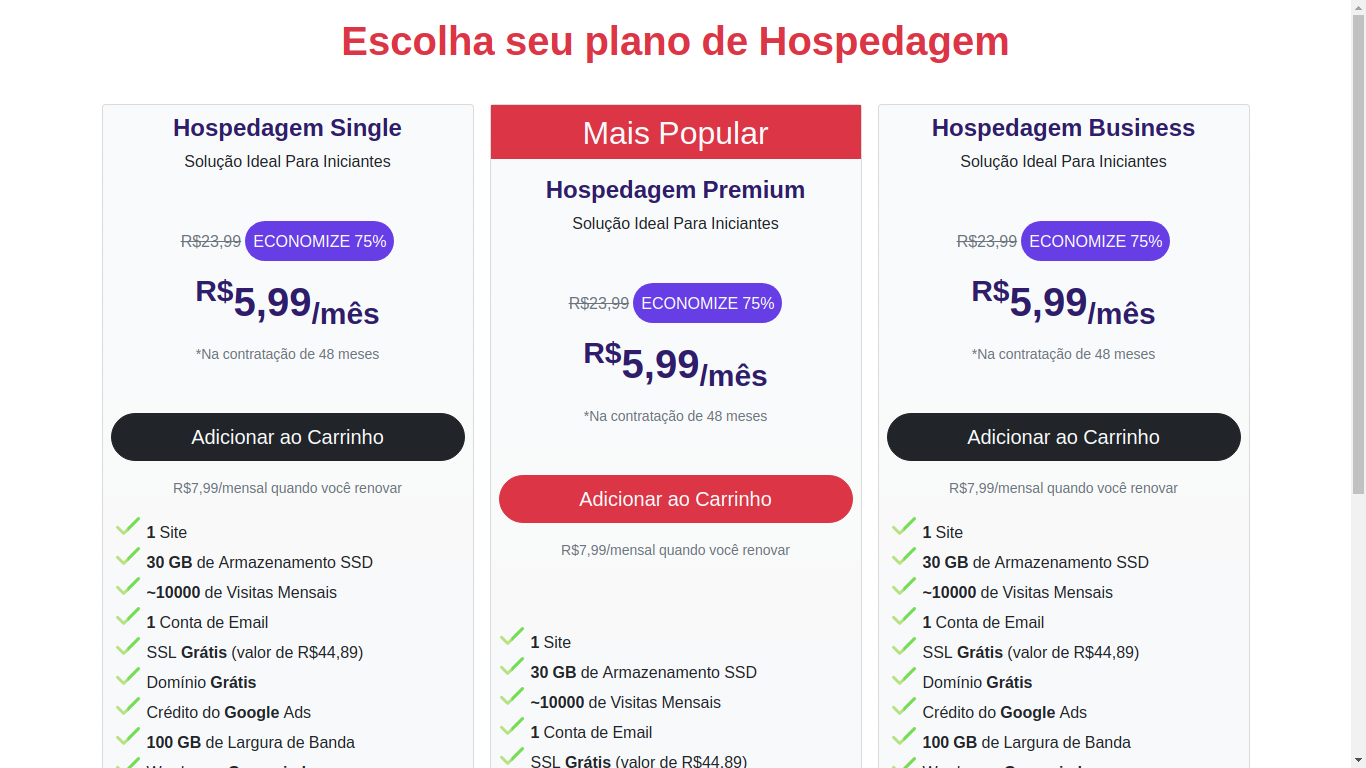 Escolha seu plano de Hospedagem
Hospedagem Single
Solução Ideal Para Iniciantes
R$23,99 ECONOMIZE 75%
R$5,99/mês
*Na contratação de 48 meses
Adicionar ao Carrinho
R$7,99/mensal quando você renovar
1 Site
30 GB de Armazenamento SSD
~10000 de Visitas Mensais
1 Conta de Email
SSL Grátis (valor de R$44,89)
Domínio Grátis
Crédito do Google Ads
100 GB de Largura de Banda
Mais Popular
Hospedagem Premium
Solução Ideal Para Iniciantes
R$23,99 ECONOMIZE 75%
R$5,99/mês
*Na contratação de 48 meses
Adicionar ao Carrinho
R$7,99/mensal quando você renovar
1 Site
30 GB de Armazenamento SSD
~10000 de Visitas Mensais
1 Conta de Email
SSL Grátis (valor de R$44,89)
Hospedagem Business
Solução Ideal Para Iniciantes
R$23,99 ECONOMIZE 75%
R$5,99/mês
*Na contratação de 48 meses
Adicionar ao Carrinho
R$7,99/mensal quando você renovar
1 Site
30 GB de Armazenamento SSD
~10000 de Visitas Mensais
1 Conta de Email
SSL Grátis (valor de R$44,89)
Domínio Grátis
Crédito do Google Ads
100 GB de Largura de Banda